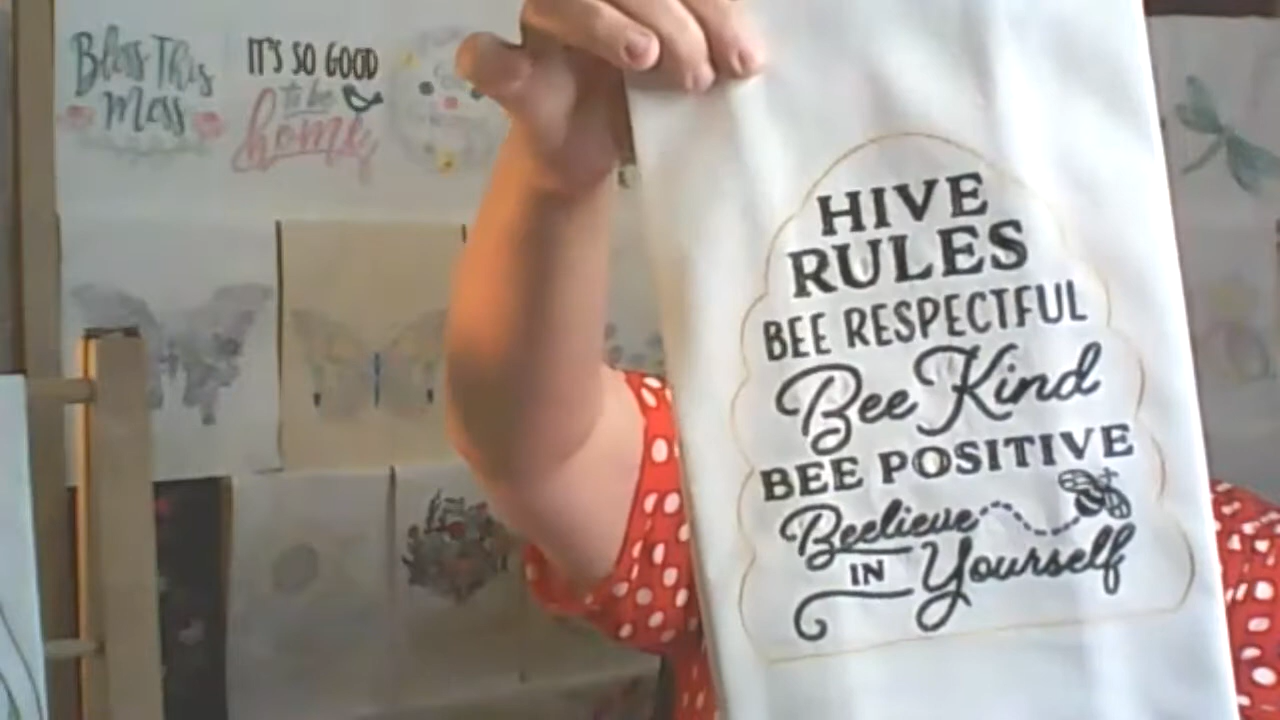 Bless This
Mess
IT'S SO GOOD
to be
home
HIVE
RULES
BEE RESPECTFUL
Bee Kind
BEE POSITIVE
Beelieve
IN Yourself